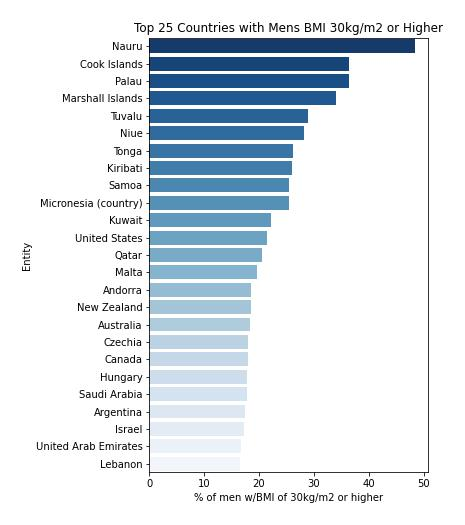 Top 25 Countries with Mens BMI 30kg/m2 or Higher
Entity
Nauru
Cook Islands
Palau
Marshall Islands
Tuvalu
Niue
Tonga
Kiribati
Samoa
Micronesia (country)
Kuwait
United States
Qatar
Malta
Andorra
New Zealand
Australia
Czechia
Canada
Hungary
Saudi Arabia
Argentina
Israel
United Arab Emirates
Lebanon
0 10 20 30 40 50
% of men w/BMI of 30kg/m2 or higher